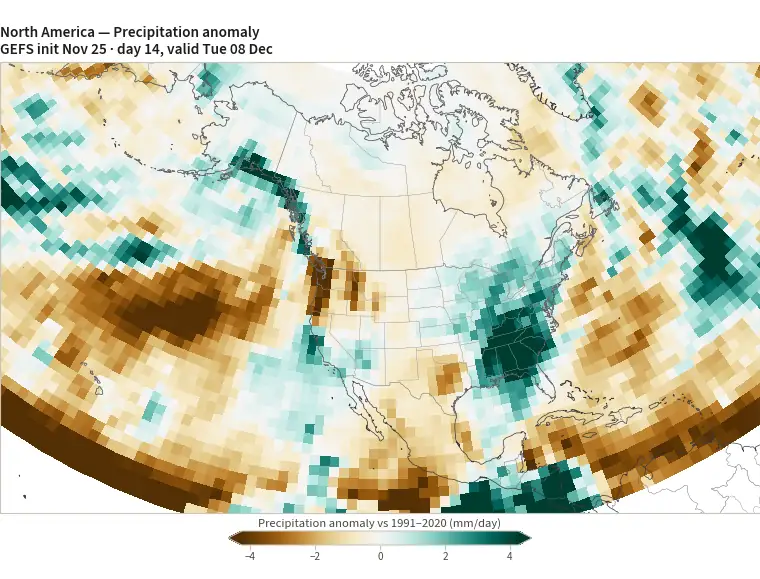 North America — Precipitation anomaly
GEFS init Nov 25 · day 14, valid Tue 08 Dec
Precipitation anomaly vs 1991–2020 (mm/day)
−4 −2 0 2 4